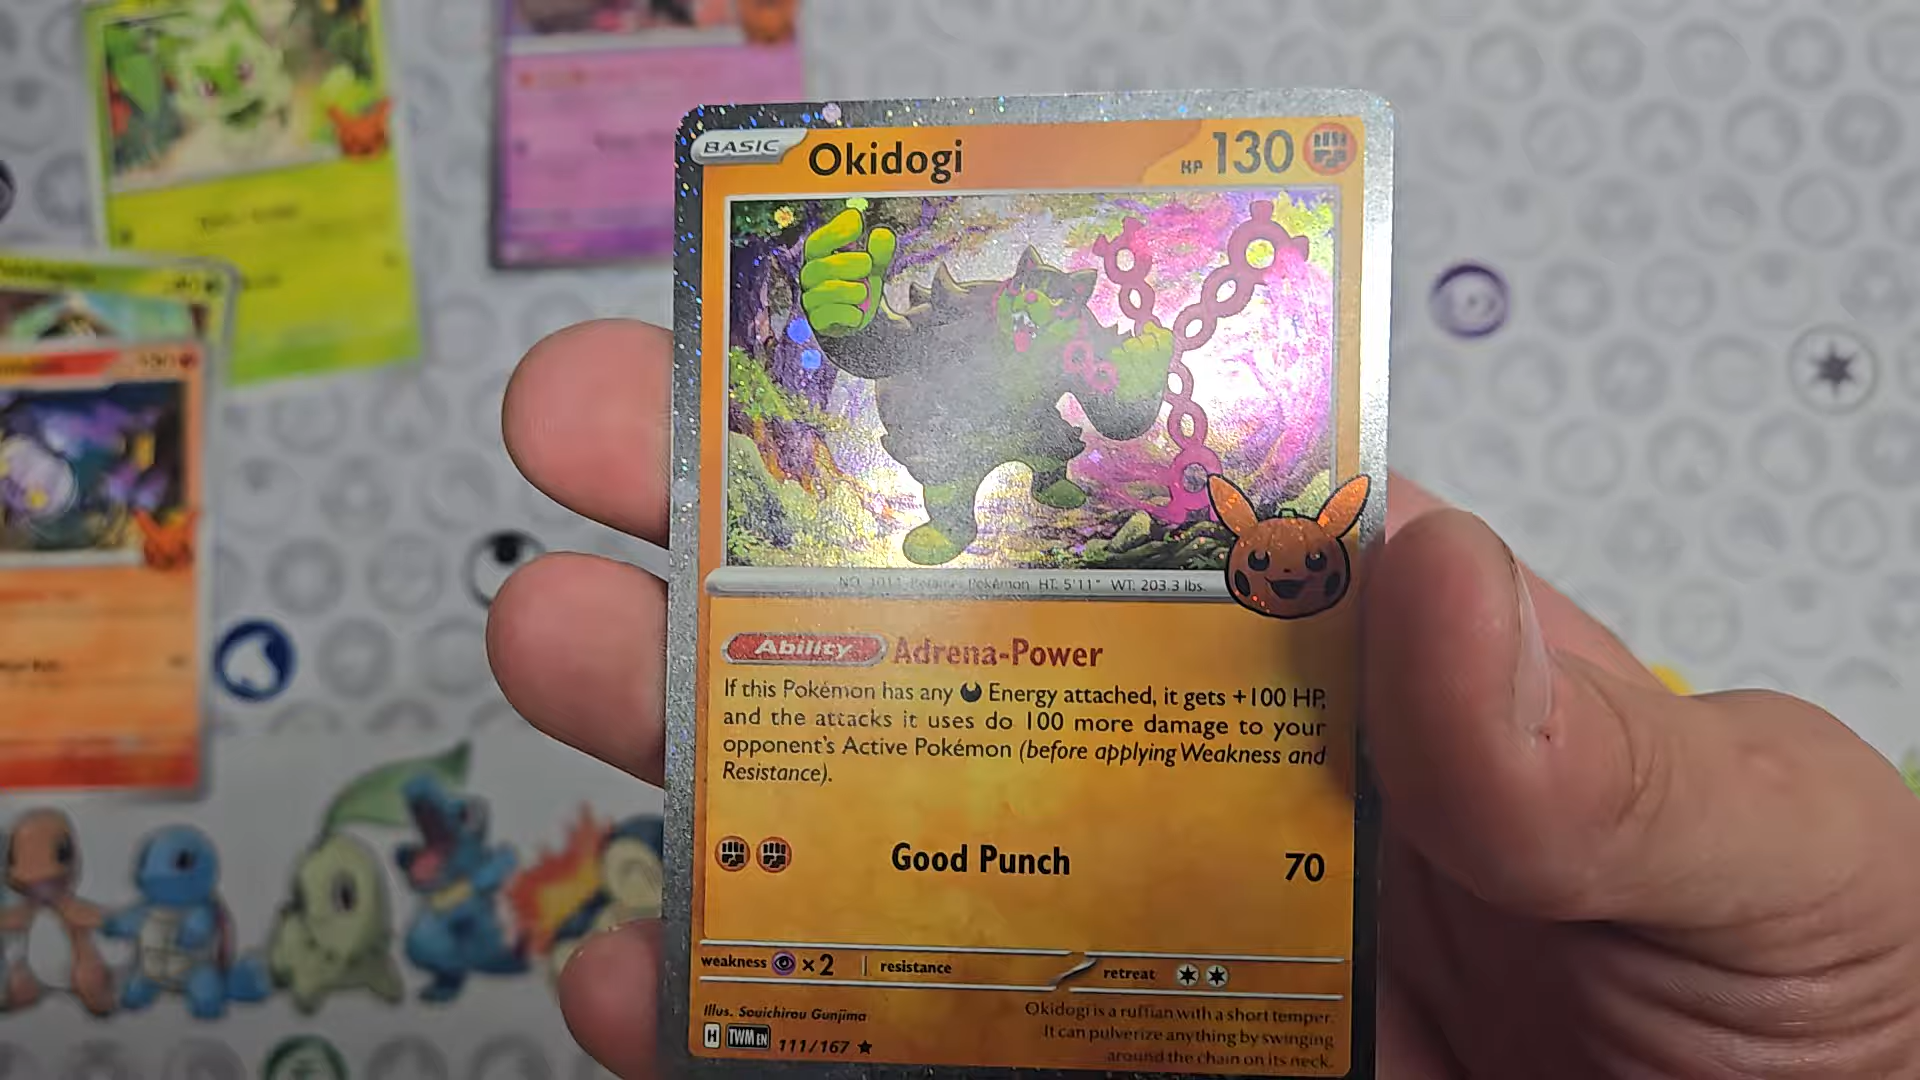 BASIC Okidogi HP 130
NO. 1011 Retainer Pokémon HT: 5'11" WT: 203.3 lbs.
Ability Adrena-Power
If this Pokémon has any Energy attached, it gets +100 HP,
and the attacks it uses do 100 more damage to your
opponent's Active Pokémon (before applying Weakness and
Resistance).
Good Punch 70
weakness ×2 resistance retreat
Illus. Souichirou Gunjima
H TWM EN 111/167
Okidogi is a ruffian with a short temper.
It can pulverize anything by swinging
around the chain on its neck.